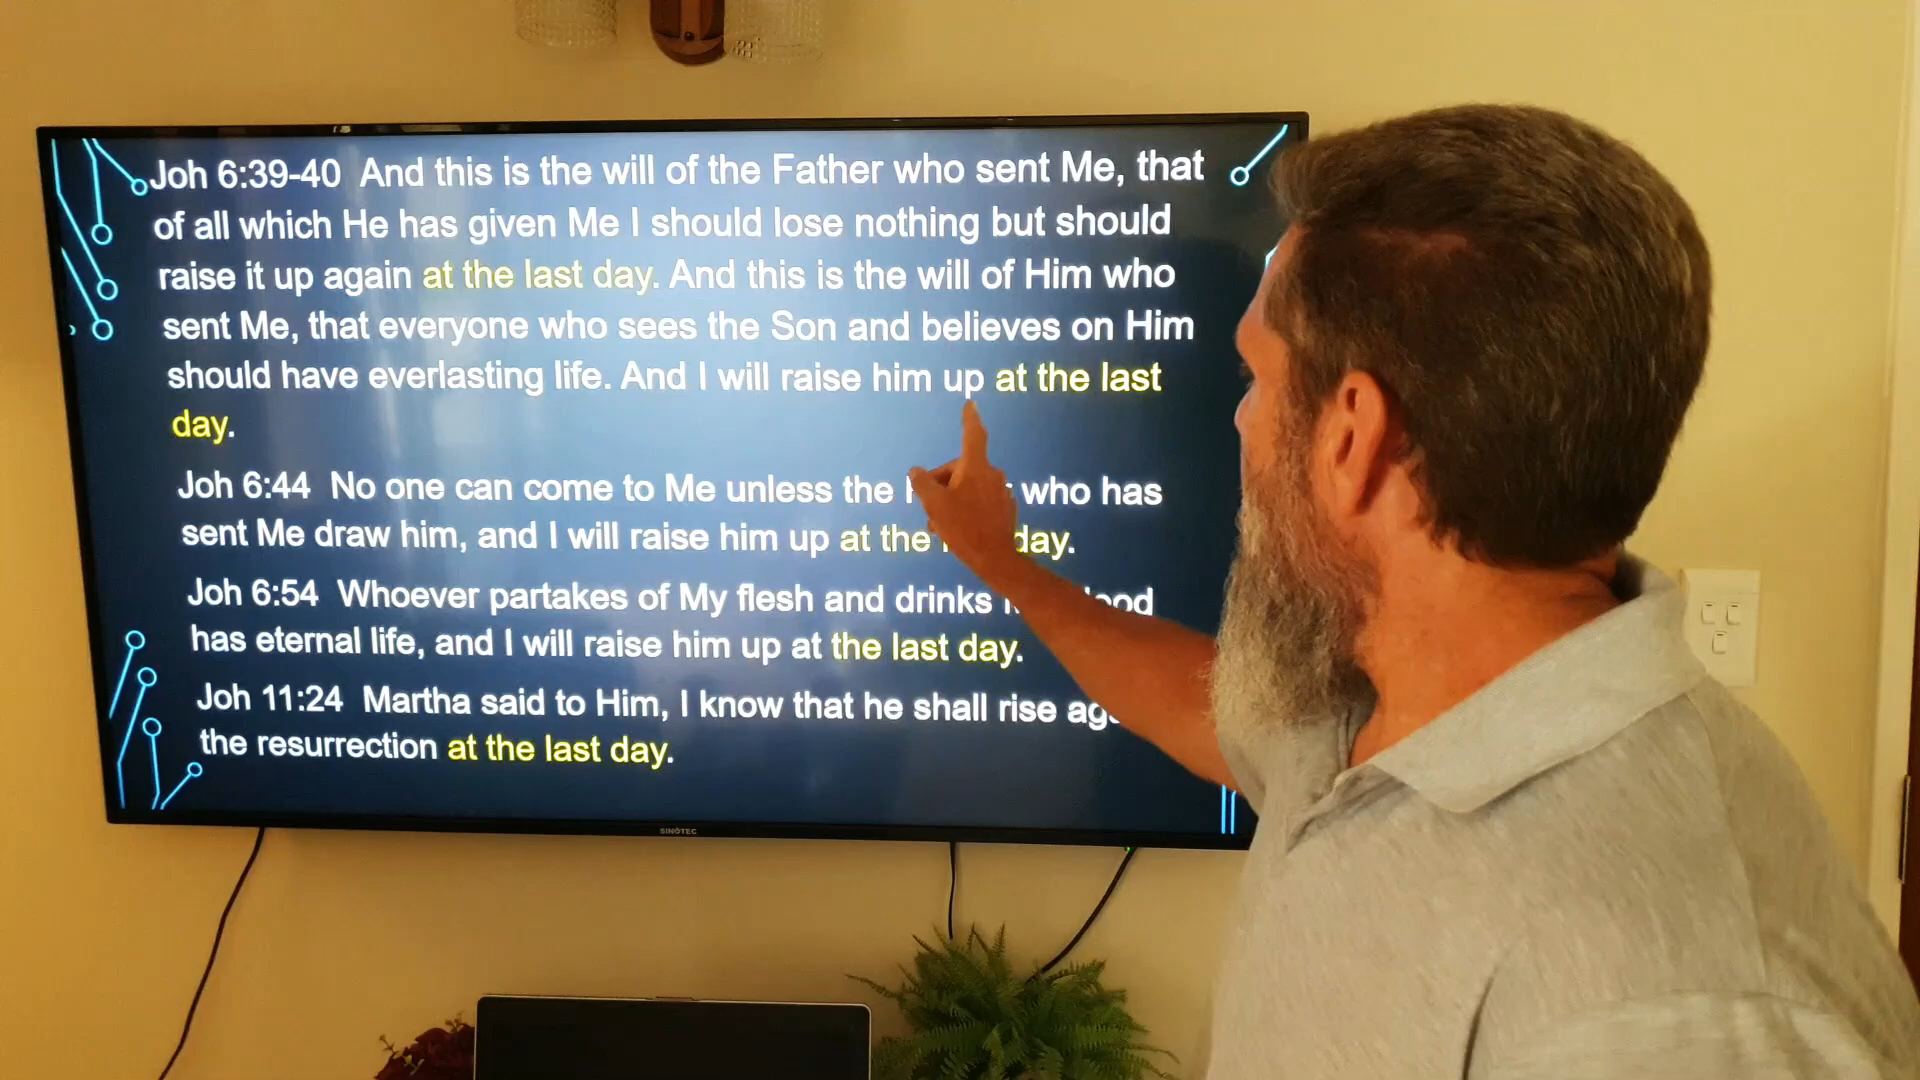 Joh 6:39-40 And this is the will of the Father who sent Me, that
of all which He has given Me I should lose nothing but should
raise it up again at the last day. And this is the will of Him who
sent Me, that everyone who sees the Son and believes on Him
should have everlasting life. And I will raise him up at the last
day.
Joh 6:44 No one can come to Me unless the who has
sent Me draw him, and I will raise him up at the day.
Joh 6:54 Whoever partakes of My flesh and drinks
has eternal life, and I will raise him up at the last day.
Joh 11:24 Martha said to Him, I know that he shall rise
the resurrection at the last day.
SINOTEC